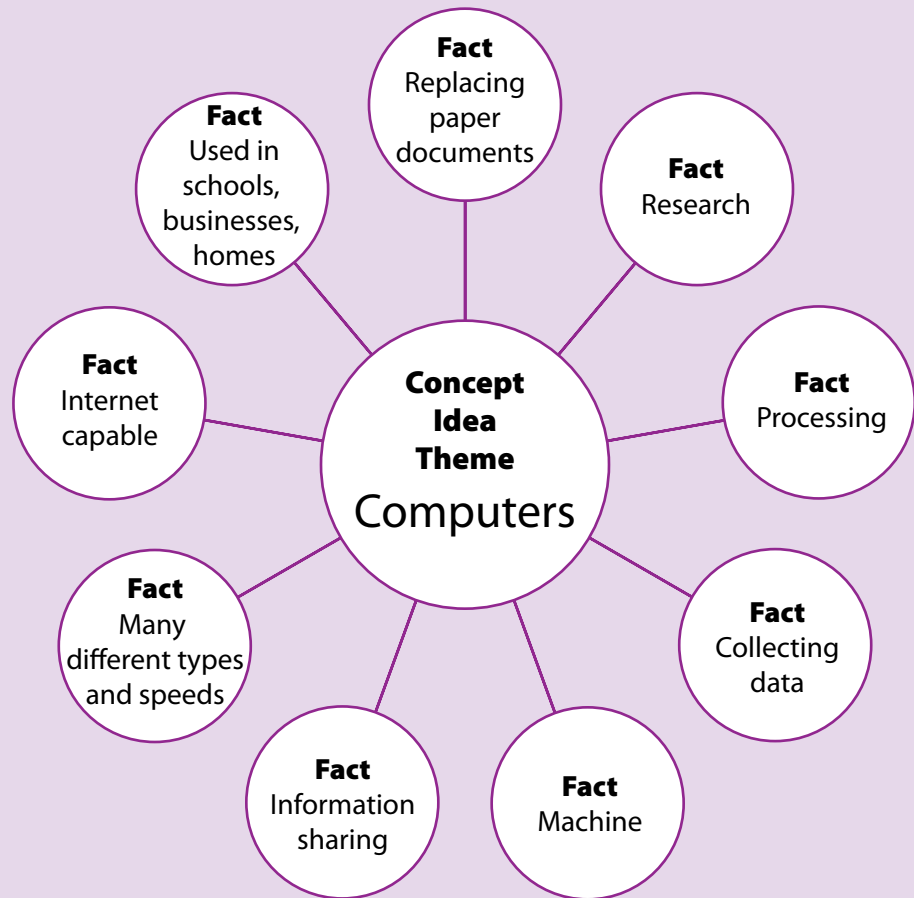 Fact
Replacing
paper
documents
Fact
Research
Fact
Processing
Fact
Collecting
data
Fact
Machine
Fact
Information
sharing
Fact
Many
different types
and speeds
Fact
Internet
capable
Fact
Used in
schools,
businesses,
homes
Concept
Idea
Theme
Computers